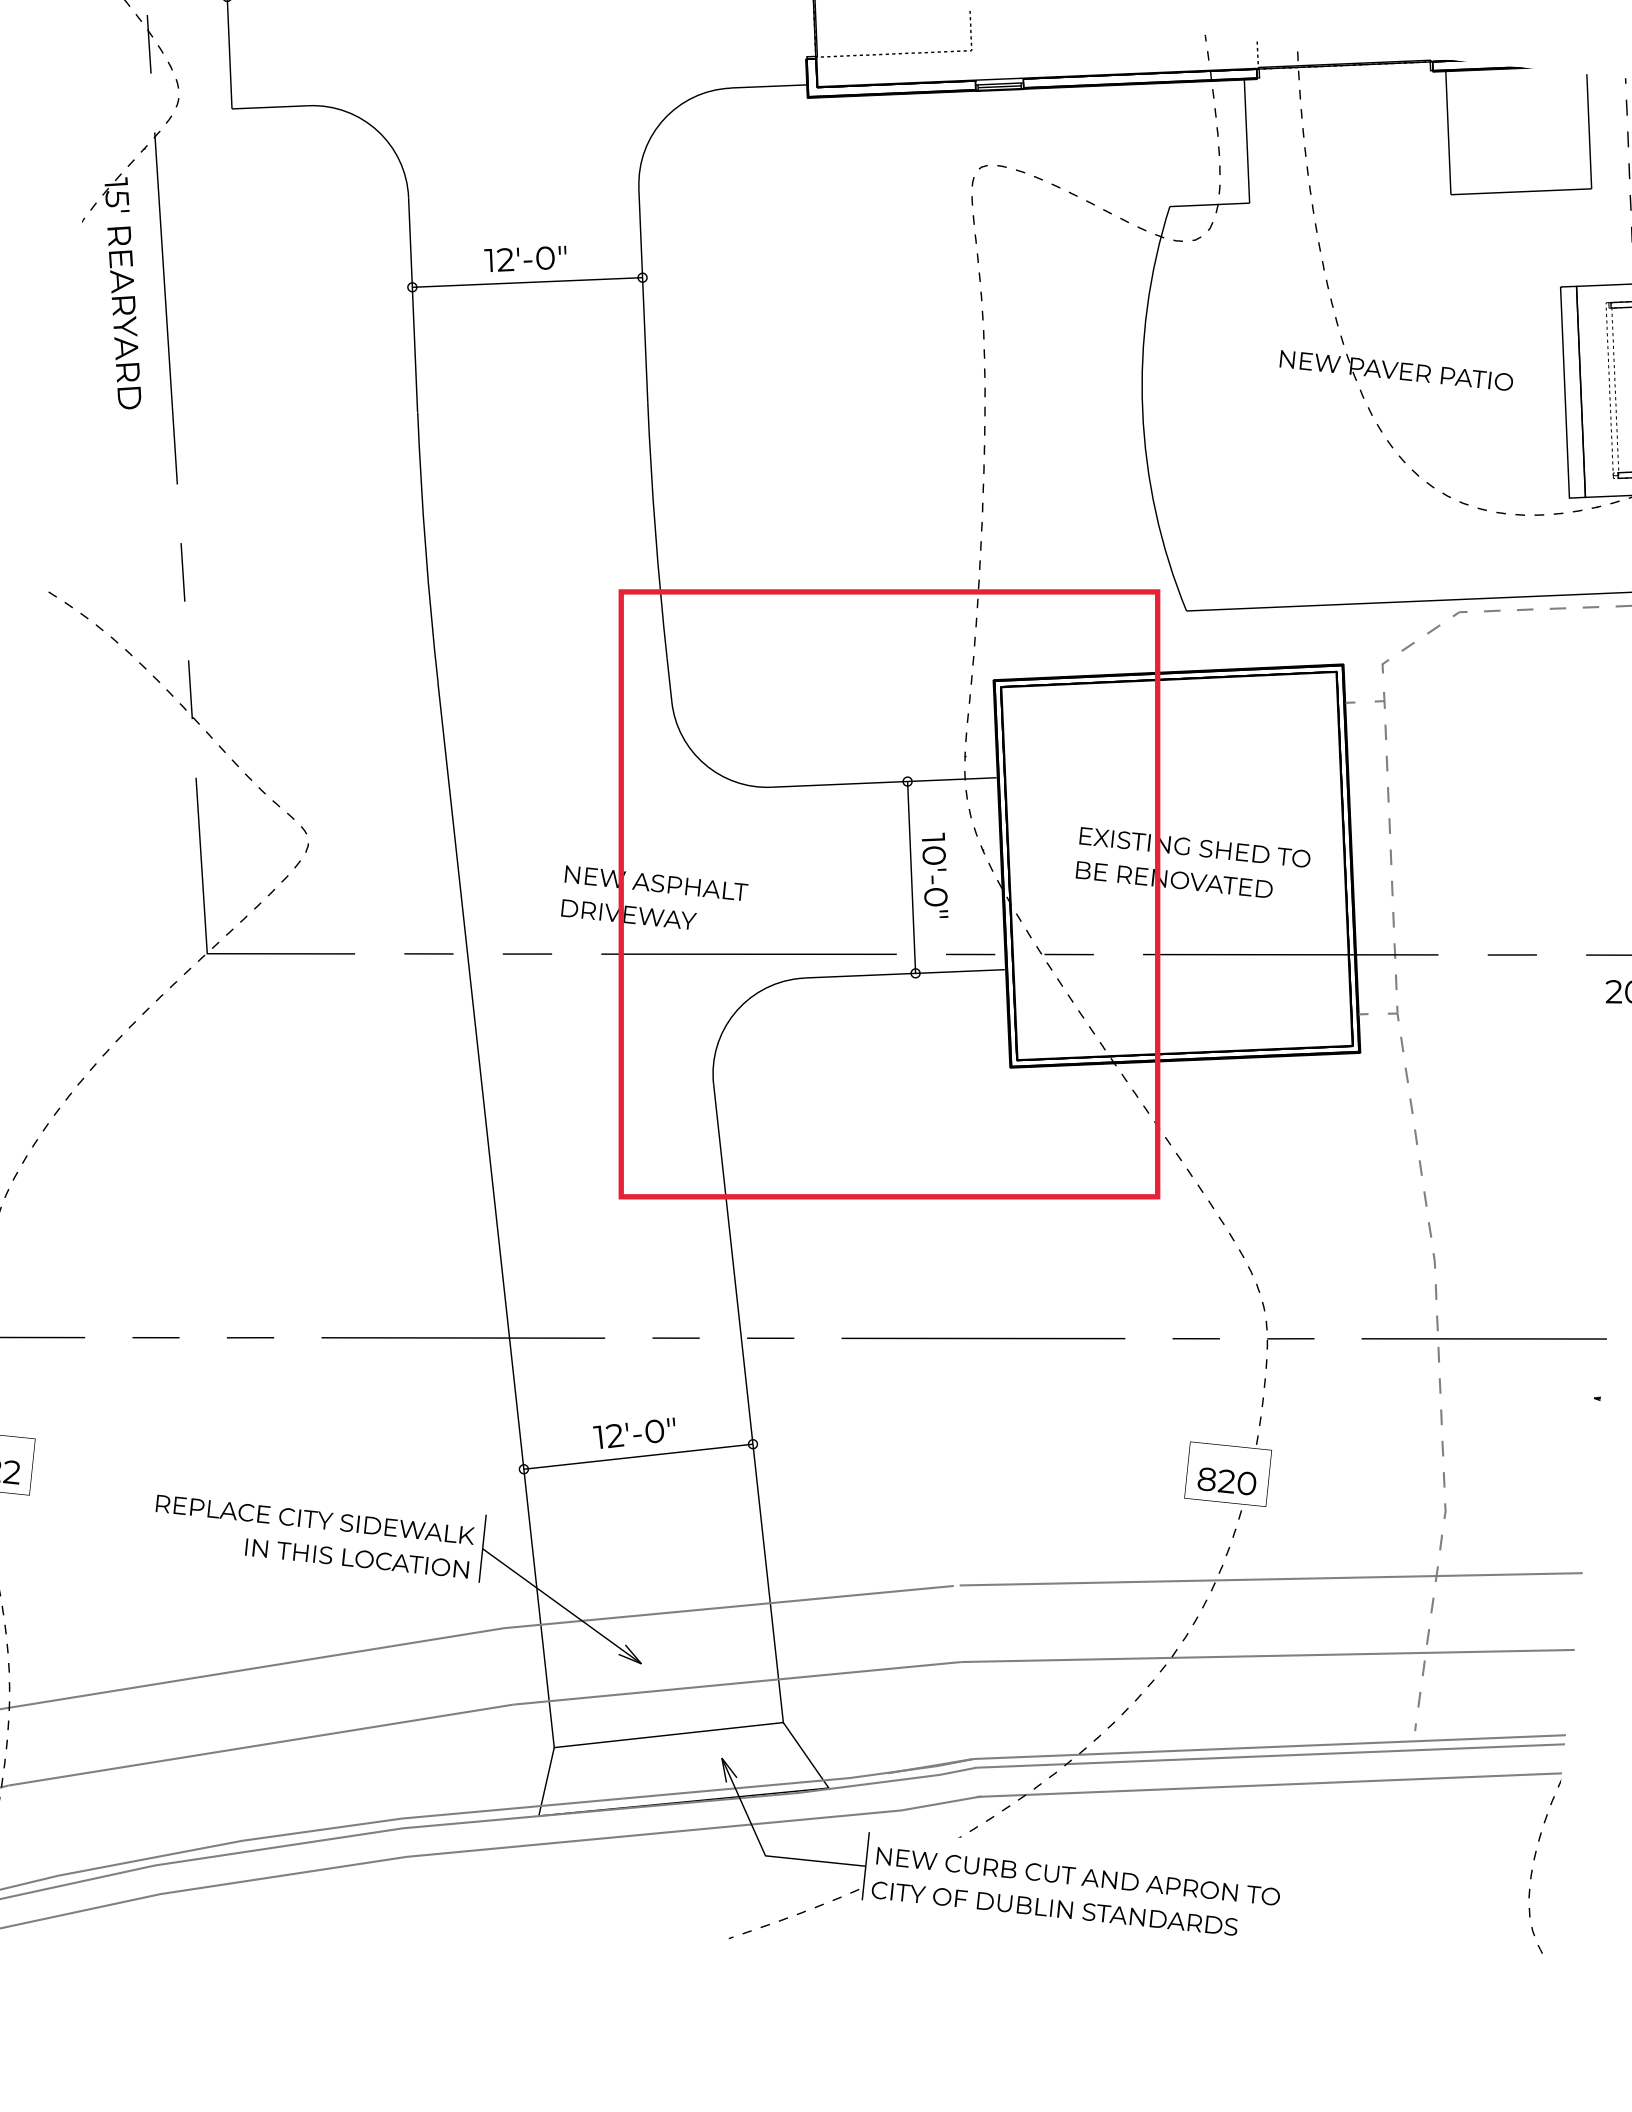 15' REARYARD
12'-0"
NEW PAVER PATIO
EXISTING SHED TO
BE RENOVATED
10'-0"
NEW ASPHALT
DRIVEWAY
12'-0"
820
REPLACE CITY SIDEWALK
IN THIS LOCATION
NEW CURB CUT AND APRON TO
CITY OF DUBLIN STANDARDS